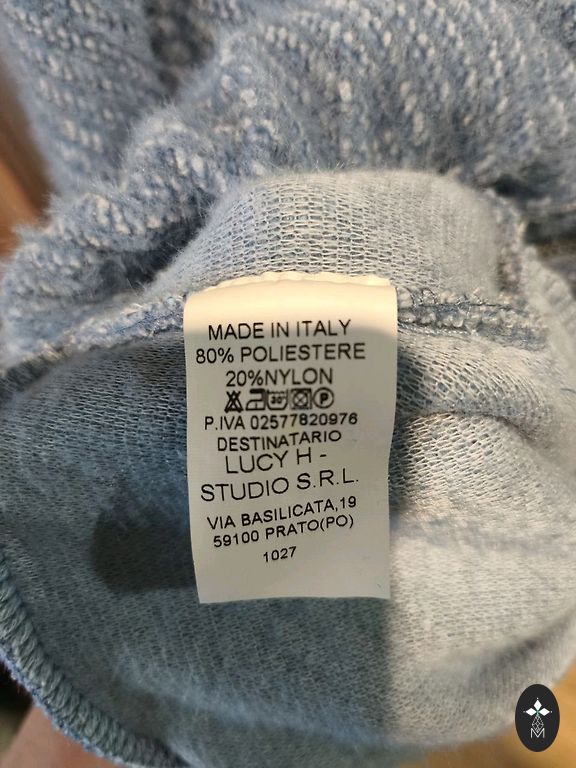 MADE IN ITALY
80% POLIESTERE
20%NYLON
30° P
P.IVA 02577820976
DESTINATARIO
LUCY H -
STUDIO S.R.L.
VIA BASILICATA,19
59100 PRATO(PO)
1027
M